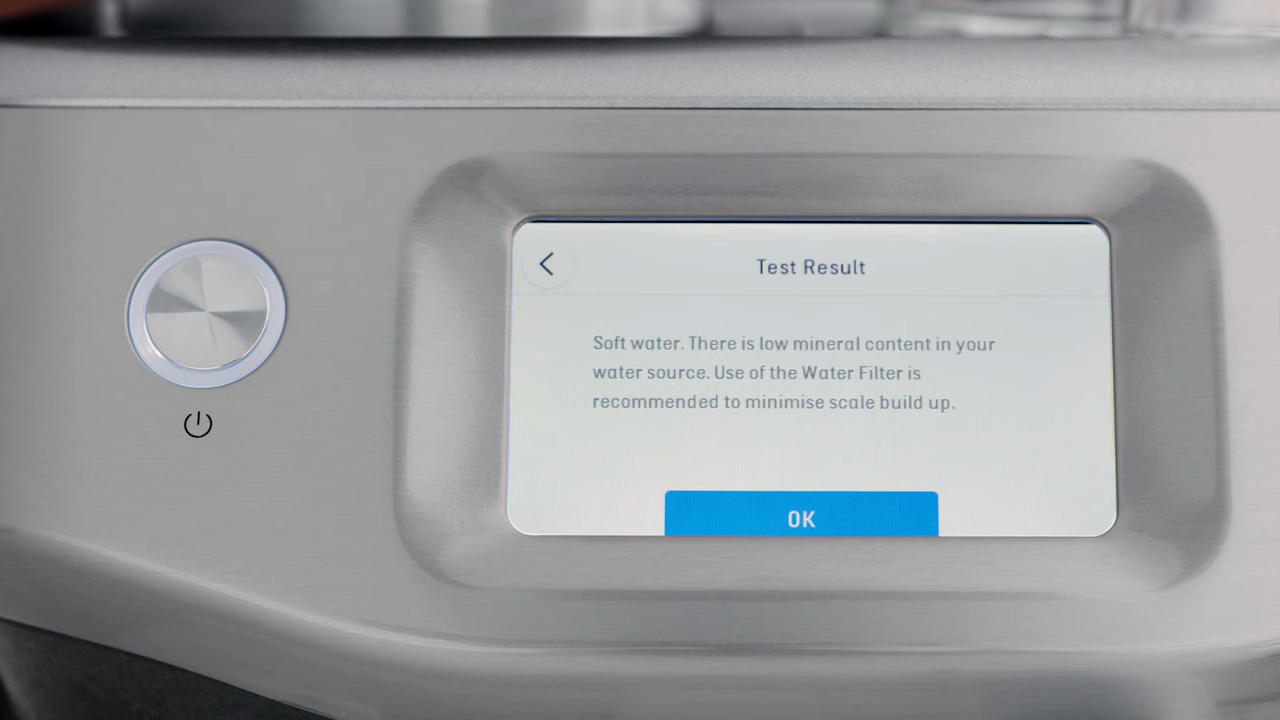 Test Result
Soft water. There is low mineral content in your
water source. Use of the Water Filter is
recommended to minimise scale build up.
OK